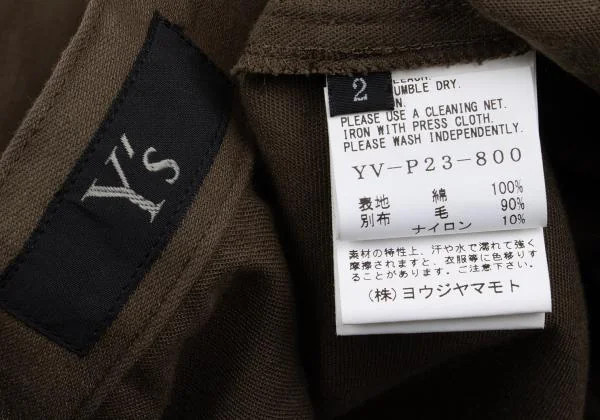 Y's
2
UMBLE DRY.
PLEASE USE A CLEANING NET.
IRON WITH PRESS CLOTH.
PLEASE WASH INDEPENDENTLY.
YV-P23-800
表地 綿 100%
別布 毛 90%
ナイロン 10%
素材の特性上、汗や水で濡れて強く
摩擦されますと、衣服等に色移りす
ることがあります。ご注意下さい。
(株)ヨウジヤマモト